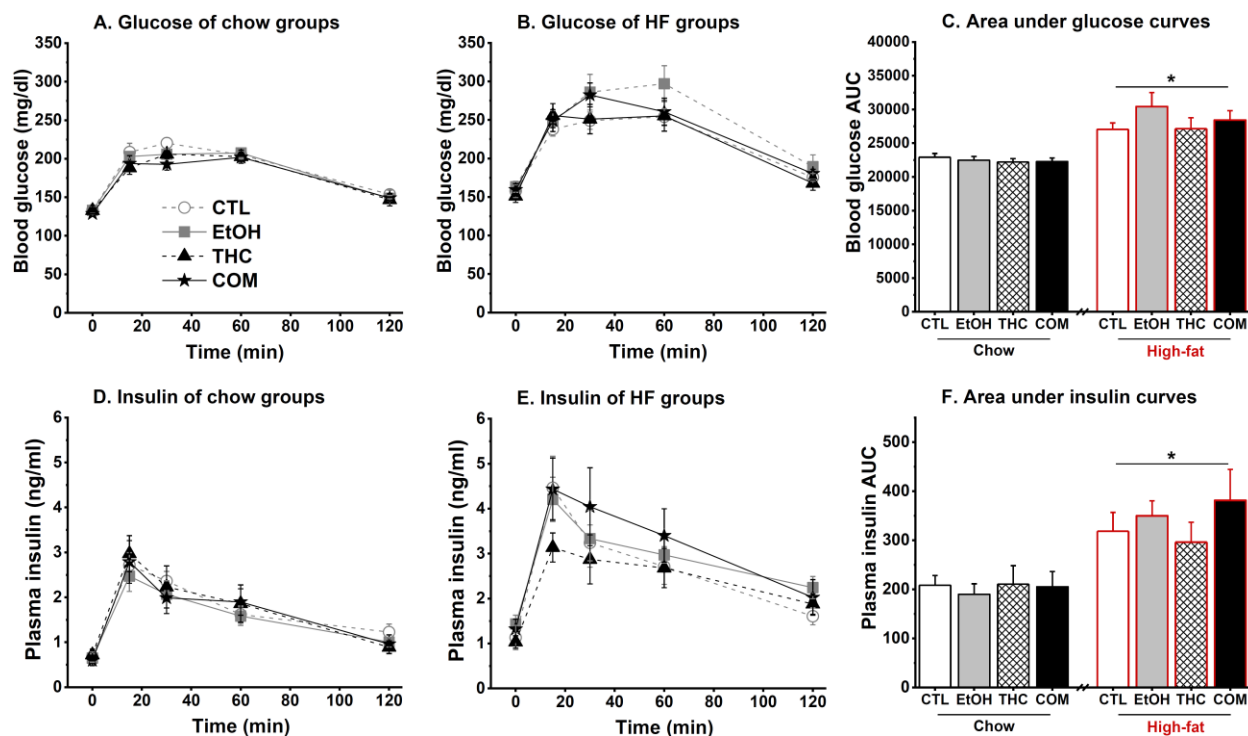 A. Glucose of chow groups
Blood glucose (mg/dl)
350
300
250
200
150
100
50
0
CTL
EtOH
THC
COM
0 20 40 60 80 100 120
Time (min)
B. Glucose of HF groups
Blood glucose (mg/dl)
350
300
250
200
150
100
50
0
0 20 40 60 80 100 120
Time (min)
C. Area under glucose curves
Blood glucose AUC
40000
35000
30000
25000
20000
15000
10000
5000
0
*
CTL EtOH THC COM CTL EtOH THC COM
Chow High-fat
D. Insulin of chow groups
Plasma insulin (ng/ml)
6
5
4
3
2
1
0
0 20 40 60 80 100 120
Time (min)
E. Insulin of HF groups
Plasma insulin (ng/ml)
6
5
4
3
2
1
0
0 20 40 60 80 100 120
Time (min)
F. Area under insulin curves
Plasma insulin AUC
500
400
300
200
100
0
*
CTL EtOH THC COM CTL EtOH THC COM
Chow High-fat